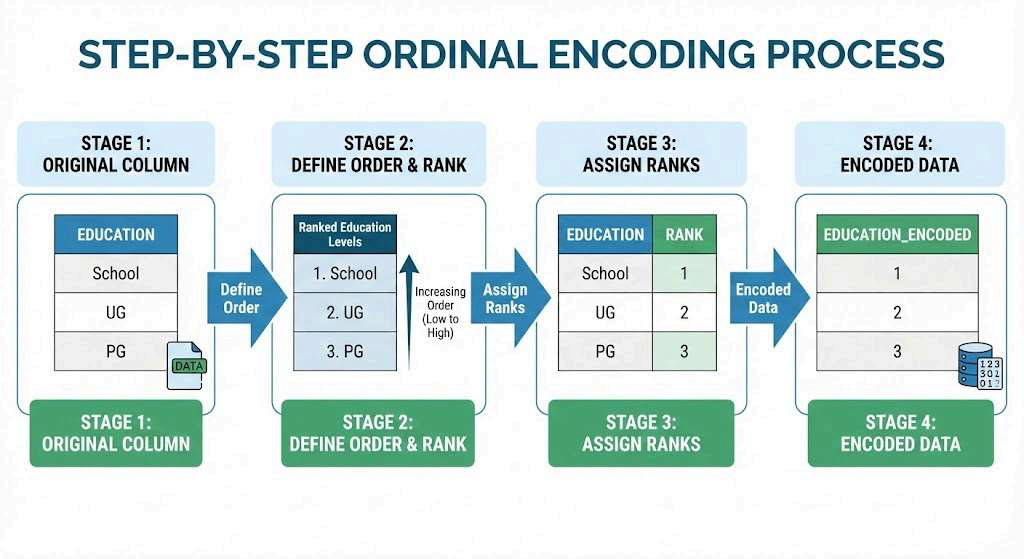 STEP-BY-STEP ORDINAL ENCODING PROCESS
STAGE 1:
ORIGINAL COLUMN
EDUCATION
School
UG
PG
DATA
STAGE 1:
ORIGINAL COLUMN
Define
Order
STAGE 2:
DEFINE ORDER & RANK
Ranked Education
Levels
1. School
2. UG
3. PG
Increasing
Order
(Low to
High)
STAGE 2:
DEFINE ORDER & RANK
Assign
Ranks
STAGE 3:
ASSIGN RANKS
EDUCATION RANK
School 1
UG 2
PG 3
STAGE 3:
ASSIGN RANKS
Encoded
Data
STAGE 4:
ENCODED DATA
EDUCATION_ENCODED
1
2
3
123
STAGE 4:
ENCODED DATA